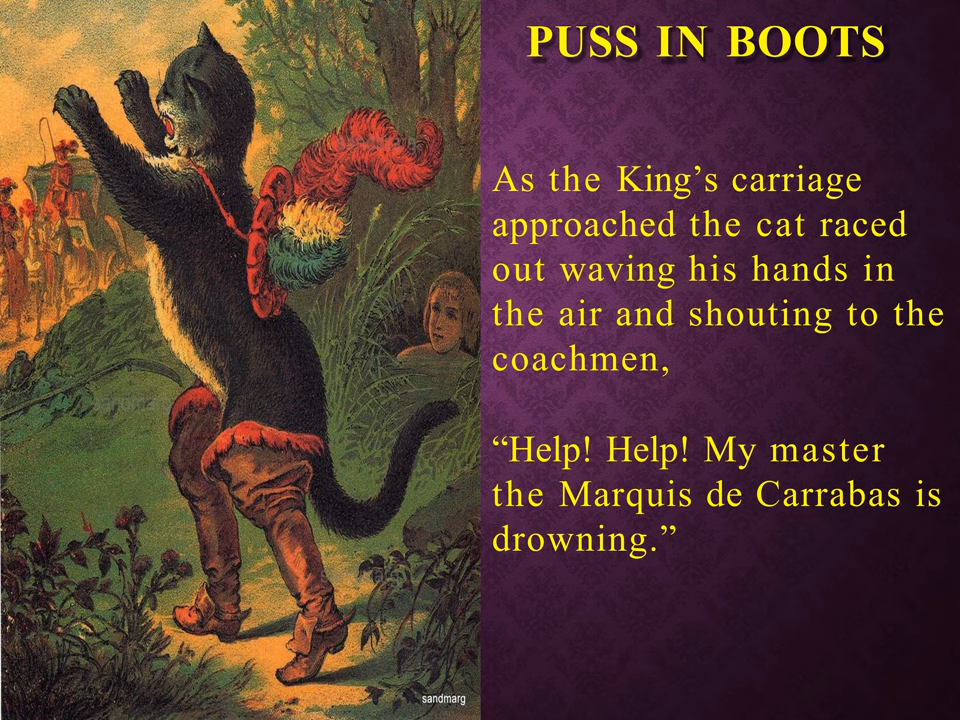 PUSS IN BOOTS
As the King’s carriage
approached the cat raced
out waving his hands in
the air and shouting to the
coachmen,
“Help! Help! My master
the Marquis de Carrabas is
drowning.”
sandmarg